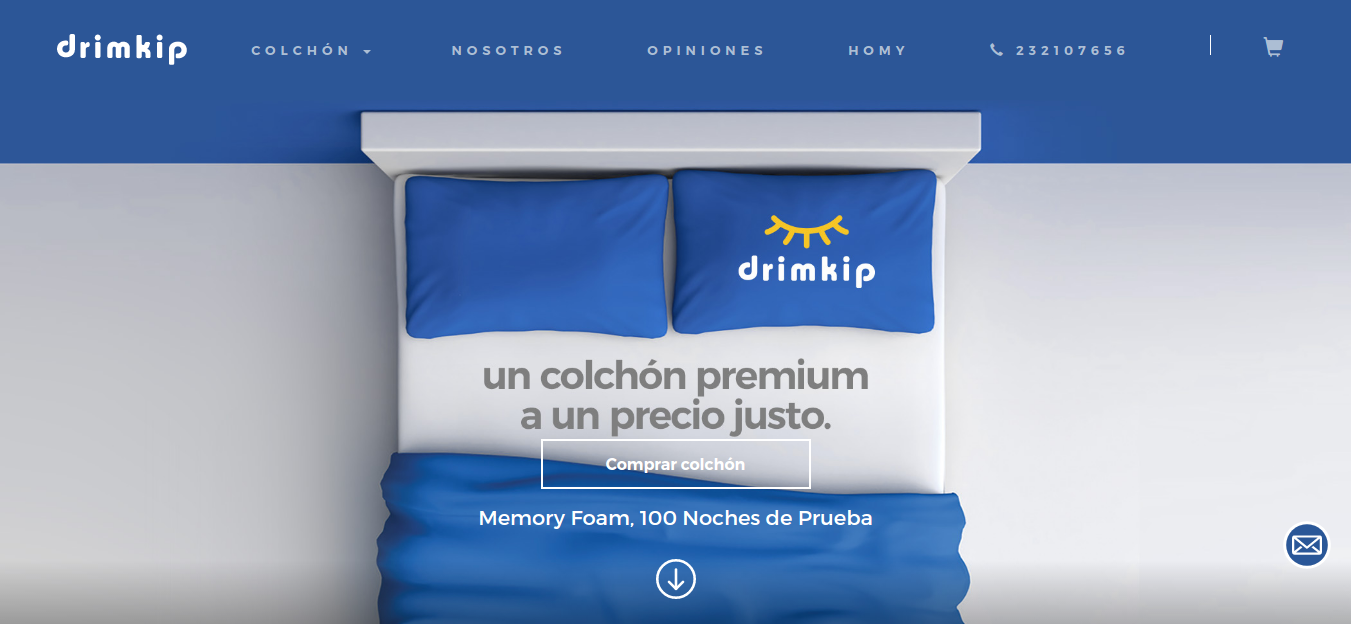 drimkip
COLCHÓN
NOSOTROS
OPINIONES
HOMY
232107656
drimkip
un colchón premium
a un precio justo.
Comprar colchón
Memory Foam, 100 Noches de Prueba